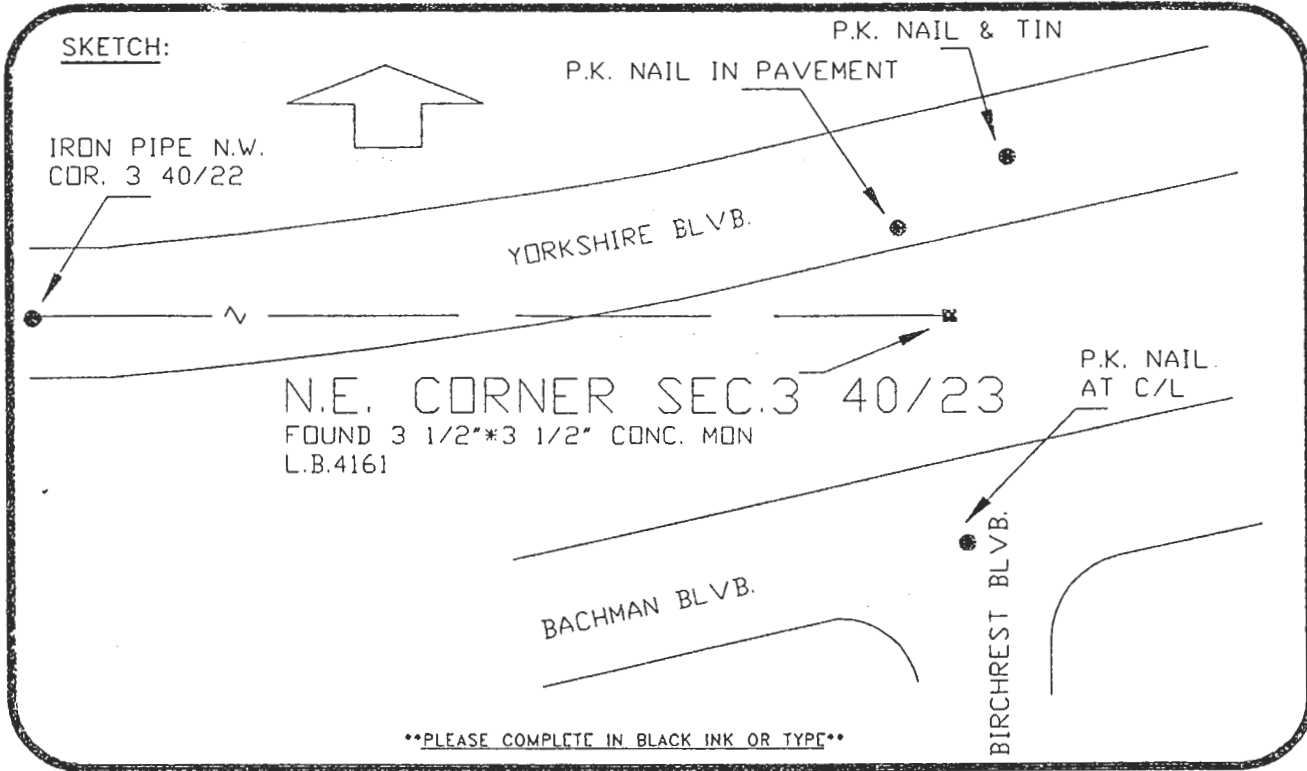 SKETCH:
P.K. NAIL & TIN
P.K. NAIL IN PAVEMENT
IRON PIPE N.W.
COR. 3 40/22
YORKSHIRE BLVB.
N.E. CORNER SEC.3 40/23
FOUND 3 1/2"*3 1/2" CONC. MON
L.B.4161
P.K. NAIL
AT C/L
BACHMAN BLVB.
BIRCHREST BLVB.
**PLEASE COMPLETE IN BLACK INK OR TYPE**